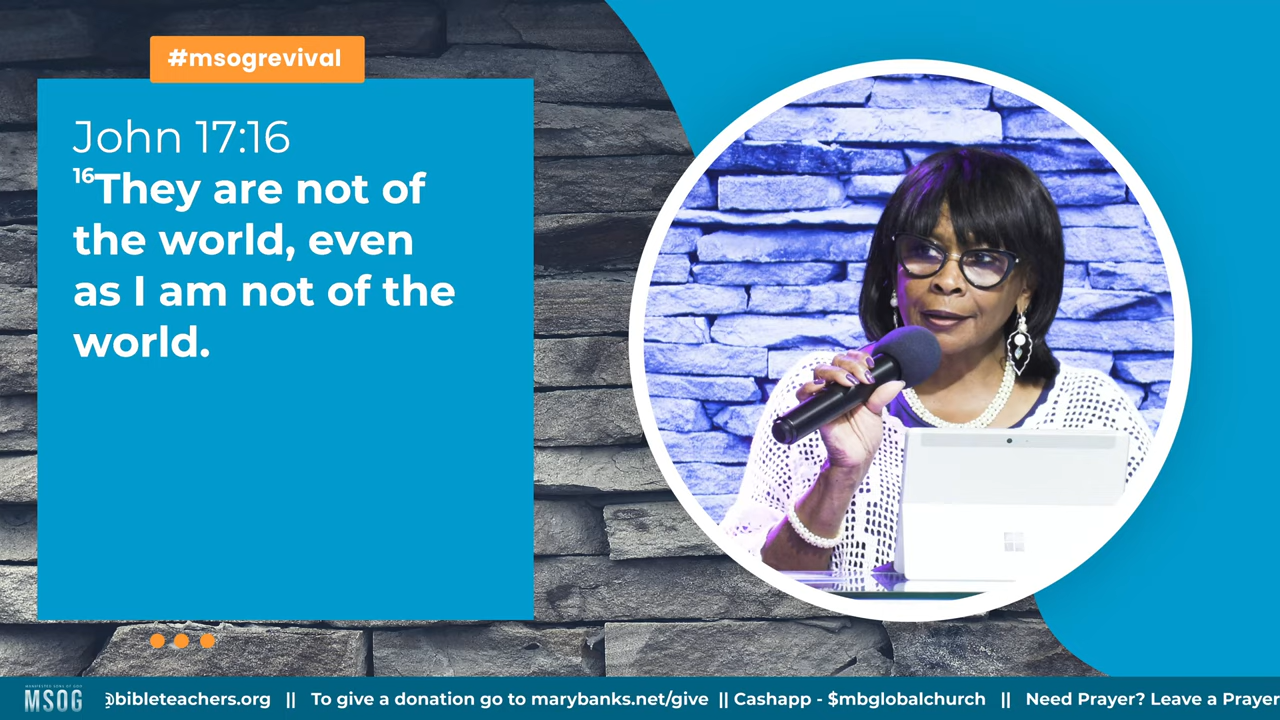 #msogrevival
John 17:16
16They are not of
the world, even
as I am not of the
world.
MSOG
@bibleteachers.org || To give a donation go to marybanks.net/give || Cashapp - $mbglobalchurch || Need Prayer? Leave a Prayer